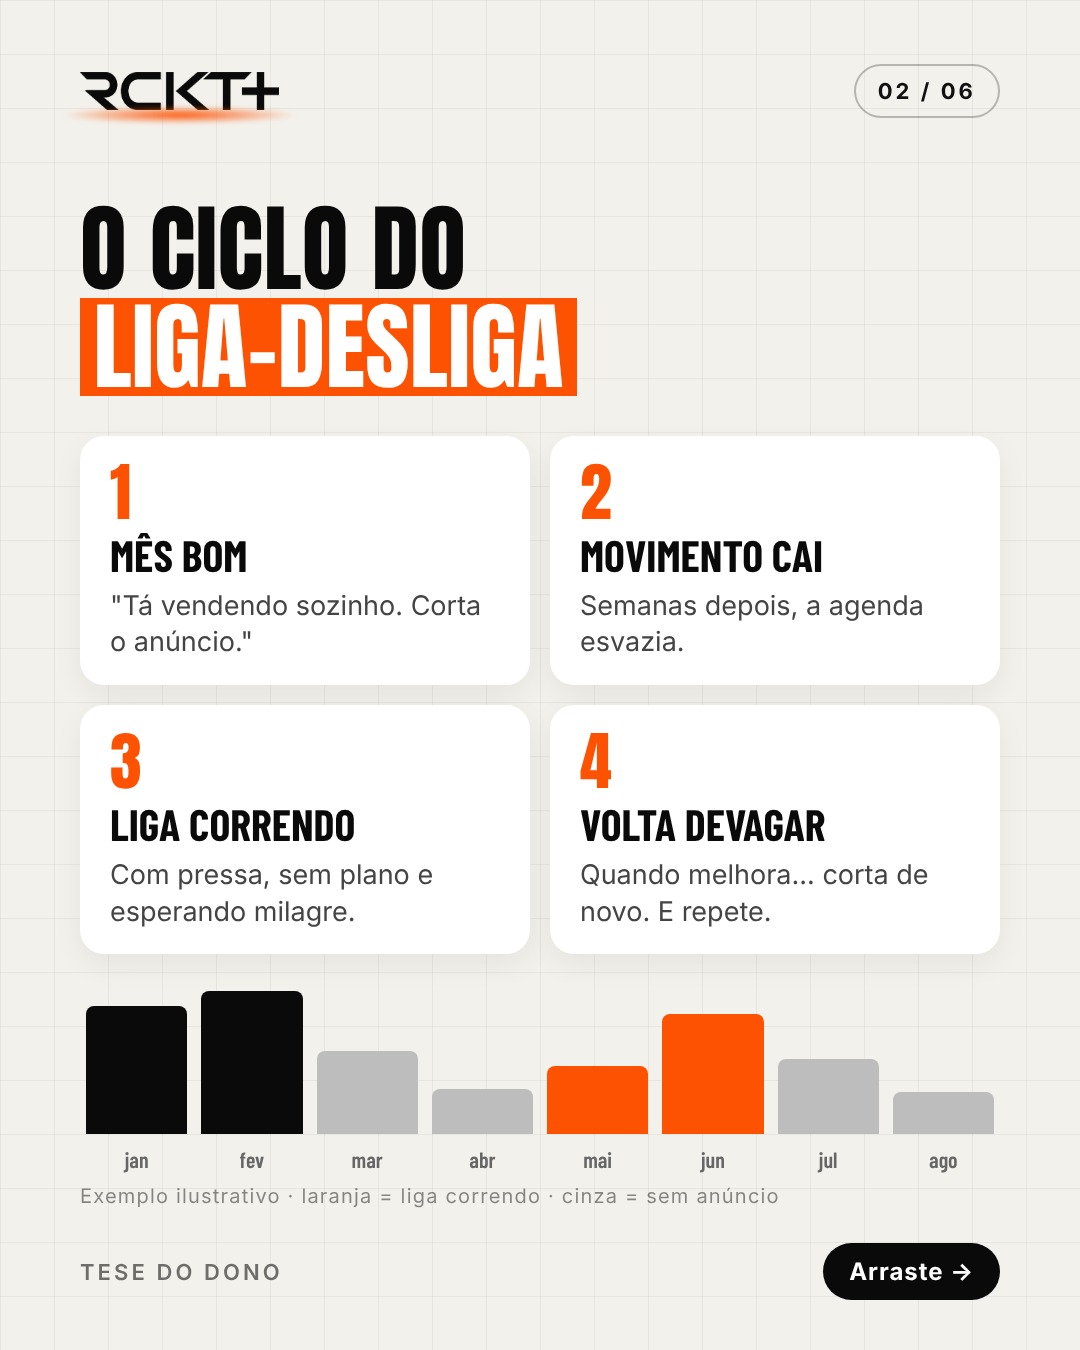 RCKT+
02 / 06
O CICLO DO
LIGA-DESLIGA
1
MÊS BOM
"Tá vendendo sozinho. Corta
o anúncio."
2
MOVIMENTO CAI
Semanas depois, a agenda
esvazia.
3
LIGA CORRENDO
Com pressa, sem plano e
esperando milagre.
4
VOLTA DEVAGAR
Quando melhora... corta de
novo. E repete.
jan fev mar abr mai jun jul ago
Exemplo ilustrativo · laranja = liga correndo · cinza = sem anúncio
TESE DO DONO
Arraste →